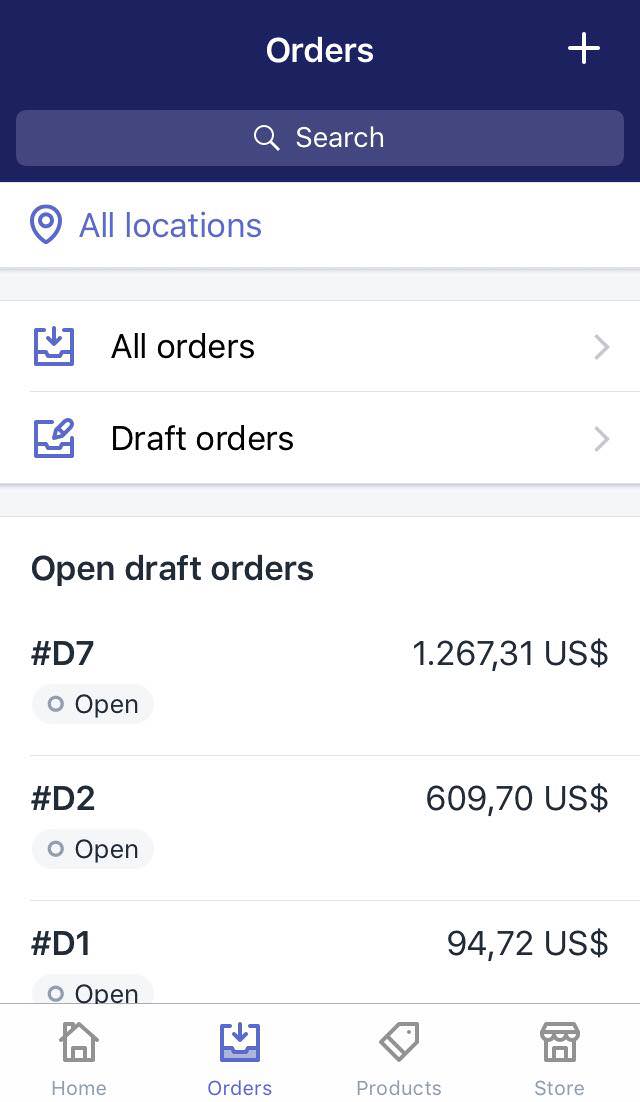 Orders
Search
All locations
All orders
Draft orders
Open draft orders
#D7 1.267,31 US$
Open
#D2 609,70 US$
Open
#D1 94,72 US$
Open
Home Orders Products Store